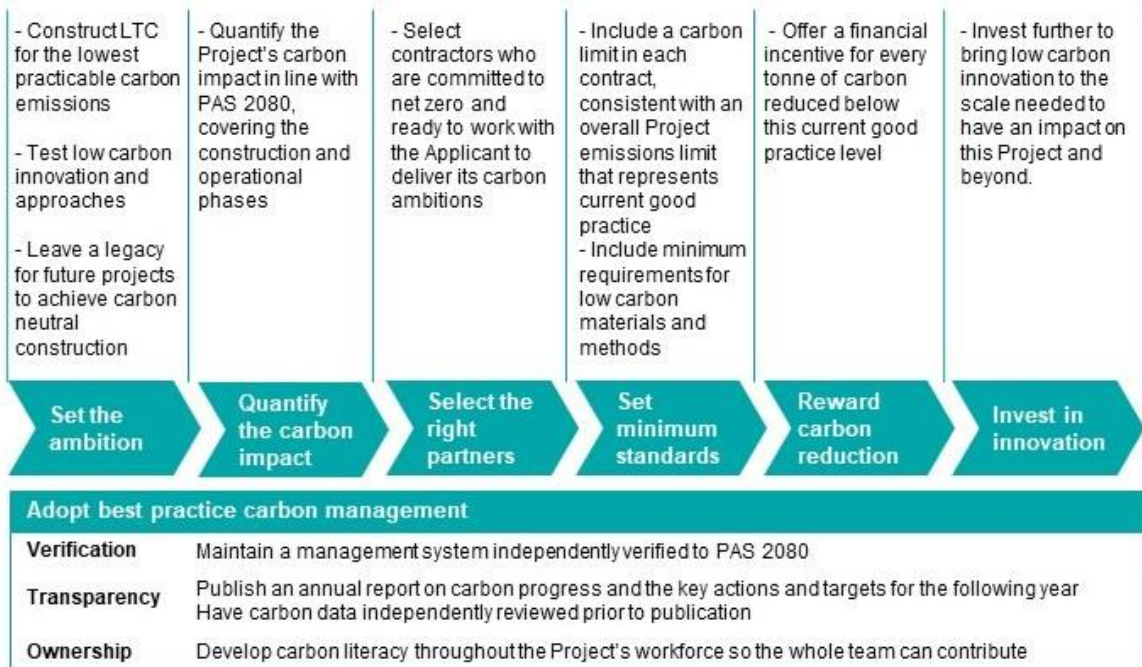 - Construct LTC
for the lowest
practicable carbon
emissions
- Test low carbon
innovation and
approaches
- Leave a legacy
for future projects
to achieve carbon
neutral
construction
- Quantify the
Project's carbon
impact in line with
PAS 2080,
covering the
construction and
operational
phases
- Select
contractors who
are committed to
net zero and
ready to work with
the Applicant to
deliver its carbon
ambitions
- Include a carbon
limit in each
contract,
consistent with an
overall Project
emissions limit
that represents
current good
practice
- Include minimum
requirements for
low carbon
materials and
methods
- Offer a financial
incentive for every
tonne of carbon
reduced below
this current good
practice level
- Invest further to
bring low carbon
innovation to the
scale needed to
have an impact on
this Project and
beyond.
Set the
ambition
Quantify
the carbon
impact
Select the
right
partners
Set
minimum
standards
Reward
carbon
reduction
Invest in
innovation
Adopt best practice carbon management
Verification Maintain a management system independently verified to PAS 2080
Transparency Publish an annual report on carbon progress and the key actions and targets for the following year
Have carbon data independently reviewed prior to publication
Ownership Develop carbon literacy throughout the Project's workforce so the whole team can contribute